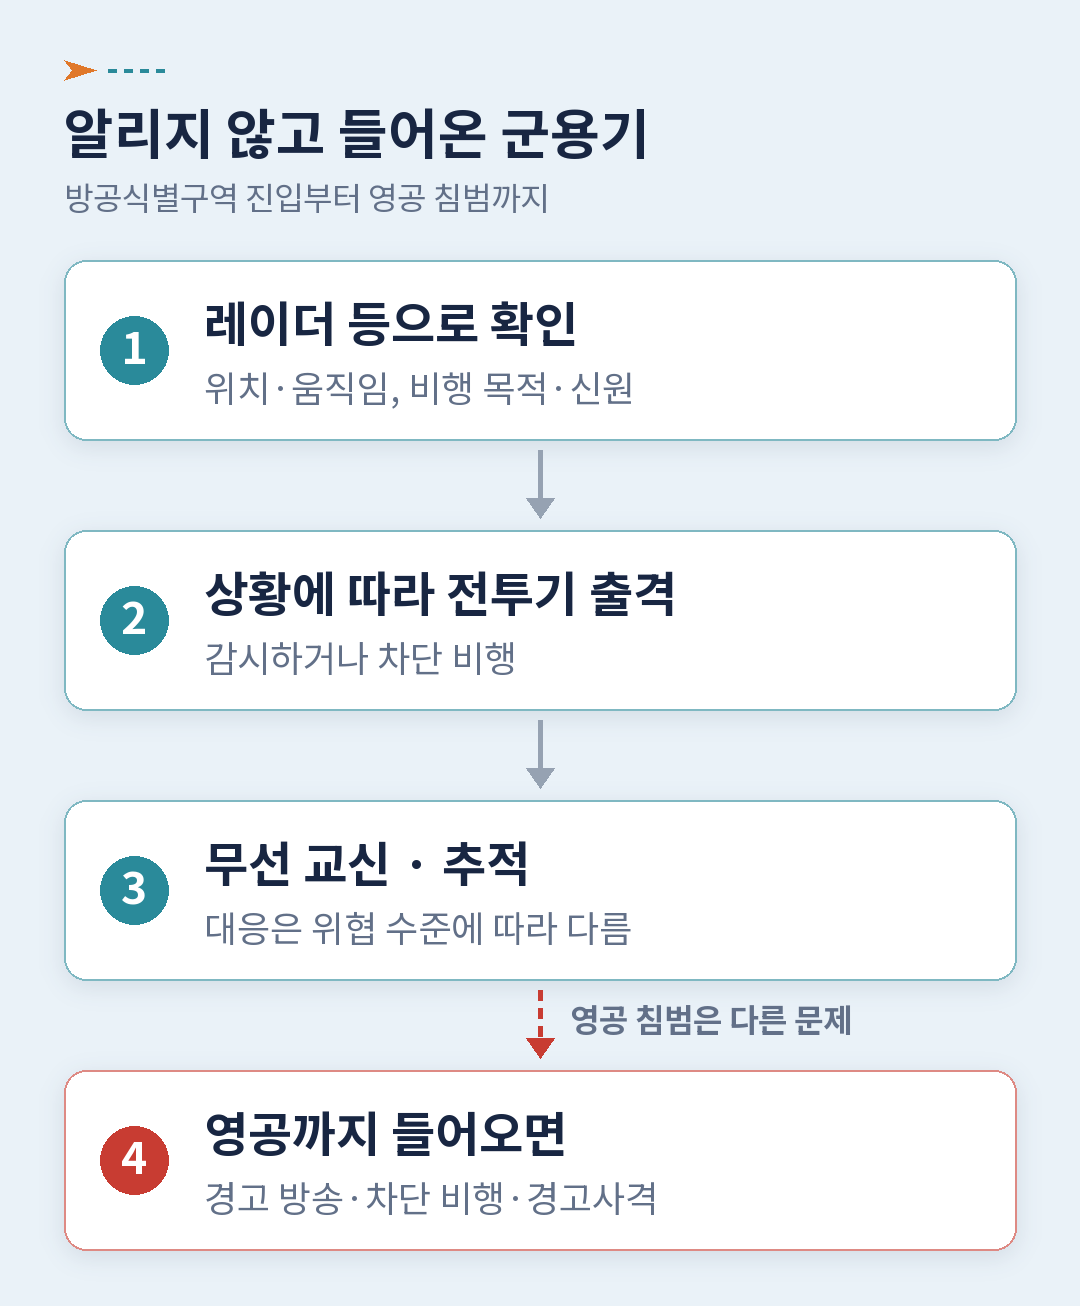 알리지 않고 들어온 군용기
방공식별구역 진입부터 영공 침범까지
1
레이더 등으로 확인
위치·움직임, 비행 목적·신원
2
상황에 따라 전투기 출격
감시하거나 차단 비행
3
무선 교신 · 추적
대응은 위협 수준에 따라 다름
영공 침범은 다른 문제
4
영공까지 들어오면
경고 방송·차단 비행·경고사격